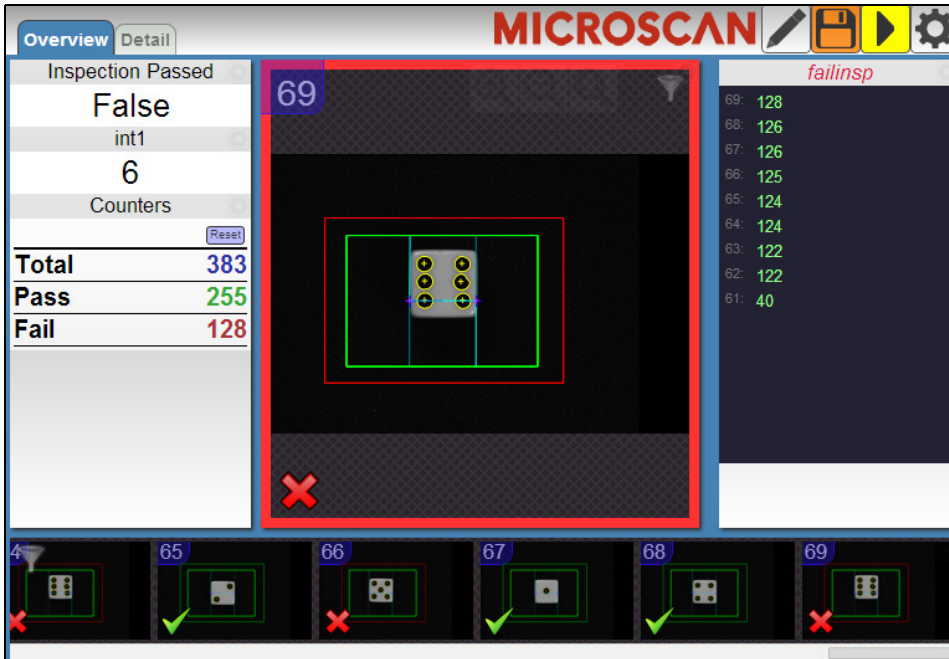 Overview Detail
MICROSCAN
Inspection Passed
False
int1
6
Counters
Reset
Total 383
Pass 255
Fail 128
69
failinsp
69: 128
68: 126
67: 126
66: 125
65: 124
64: 124
63: 122
62: 122
61: 40
4 65 66 67 68 69